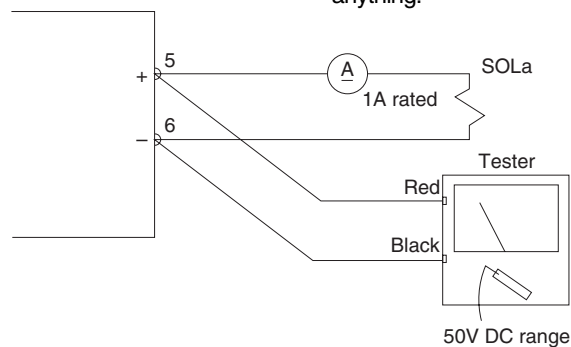 anything.
5
+
A
SOLa
1A rated
6
−
Tester
Red
Black
50V DC range